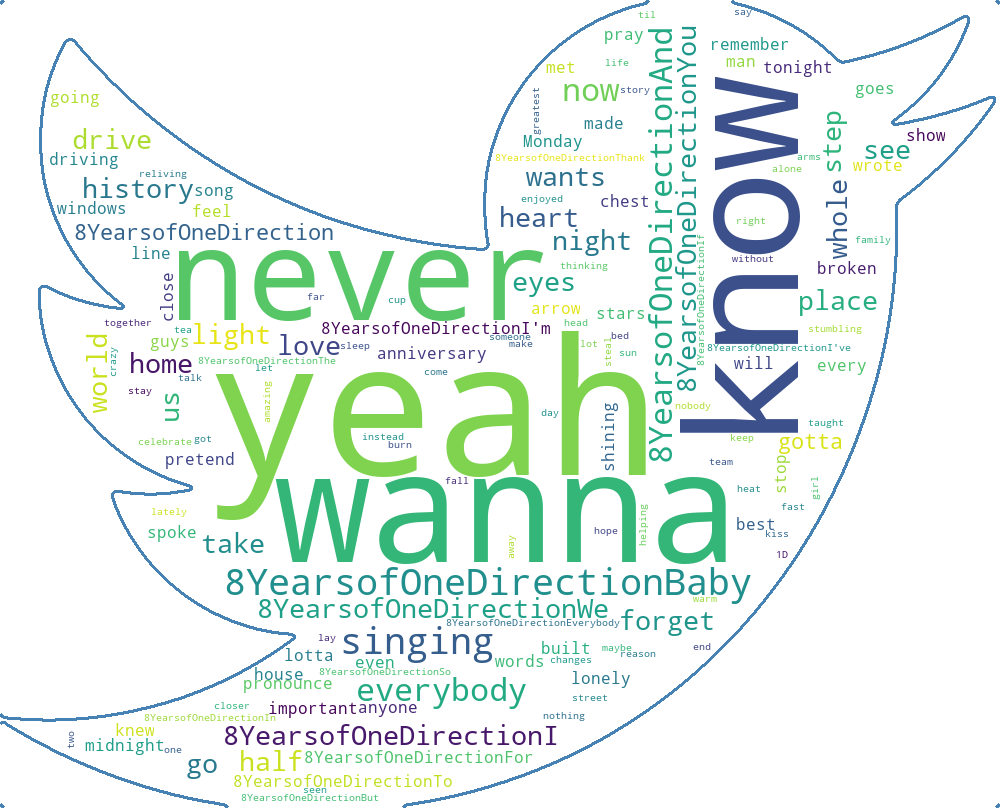 til
say
pray
remember
life
man
tonight
met
going
now
story
goes
greatest
8YearsofOneDirectionAnd
8YearsofOneDirectionYou
know
made
step
show
drive
Monday
see
driving
8YearsofOneDirectionThank
arms
wrote
reliving
wants
alone
history
song
enjoyed
chest
whole
windows
feel
heart
right
8YearsofOneDirection
night
family
line
without
never
thinking
8YearsofOneDirectionIf
broken
eyes
close
far
cup
arrow
stars
place
together
tea
8YearsofOneDirectionI'm
head
stumbling
light
guys
someone
lot
bed
love
sleep
make
steal
8YearsofOneDirectionI've
world
crazy
home
8YearsofOneDirectionThe
anniversary
sun
will
every
talk
let
come
stay
amazing
yeah
us
day
nobody
shining
taught
celebrate
got
instead
keep
gotta
burn
pretend
team
stop
fall
wanna
heat
girl
lately
fast
spoke
hope
helping
best
kiss
take
away
1D
8YearsofOneDirectionBaby
warm
8YearsofOneDirectionWe
8YearsofOneDirectionEverybody
forget
lay
singing
built
maybe
end
lotta
even
words
changes
reason
house
8YearsofOneDirectionSo
pronounce
everybody
lonely
street
closer
important
anyone
nothing
8YearsofOneDirectionIn
knew
two
8YearsofOneDirectionI
midnight
one
go
half
8YearsofOneDirectionFor
8YearsofOneDirectionTo
seen
8YearsofOneDirectionBut